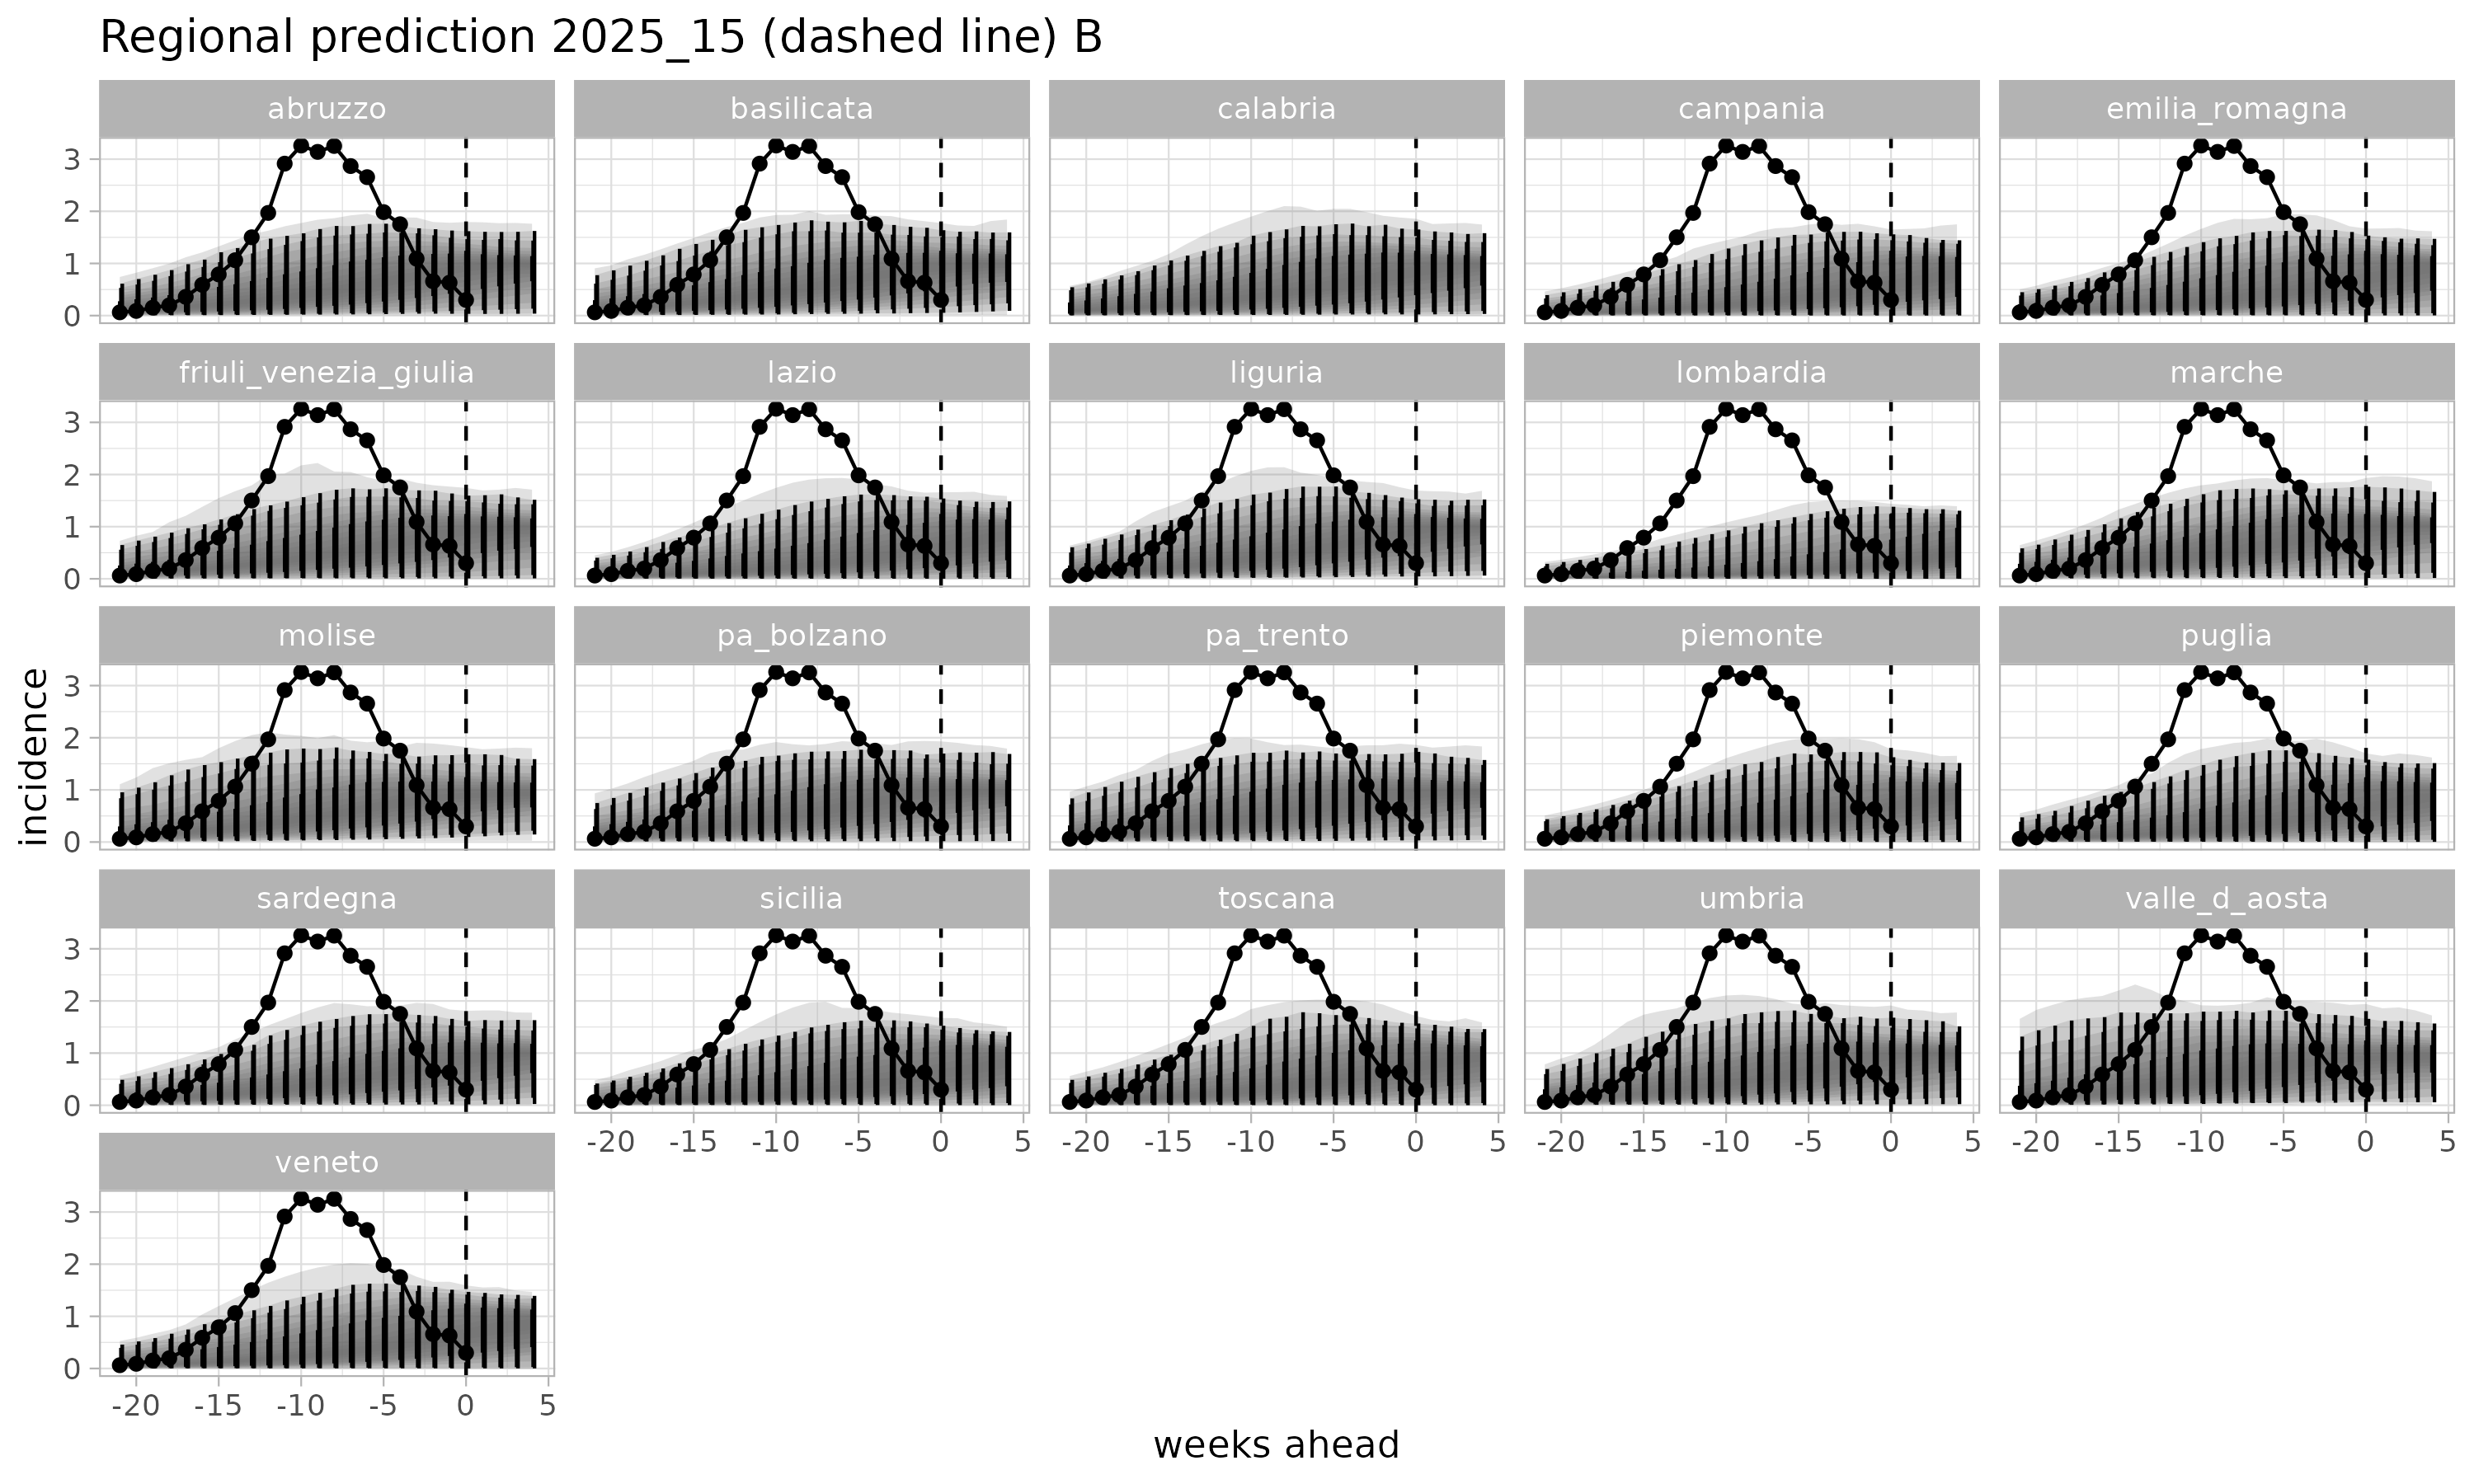 Regional prediction 2025_15 (dashed line) B
abruzzo
basilicata
calabria
campania
emilia_romagna
3
2
1
0
friuli_venezia_giulia
lazio
liguria
lombardia
marche
3
2
1
0
molise
pa_bolzano
pa_trento
piemonte
puglia
3
2
1
0
incidence
sardegna
sicilia
toscana
umbria
valle_d_aosta
3
2
1
0
-20 -15 -10 -5 0 5
-20 -15 -10 -5 0 5
-20 -15 -10 -5 0 5
-20 -15 -10 -5 0 5
veneto
3
2
1
0
-20 -15 -10 -5 0 5
weeks ahead